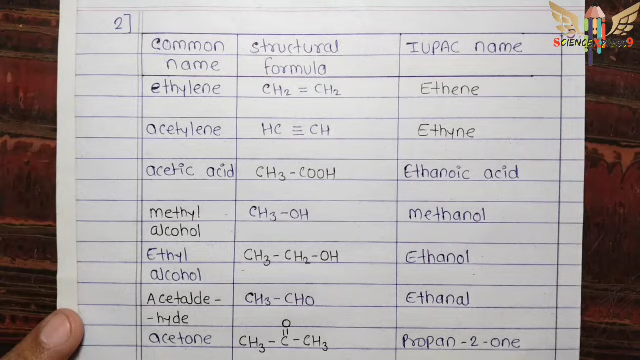 2]
common name | structural formula | IUPAC name
ethylene | CH₂ = CH₂ | Ethene
acetylene | HC ≡ CH | Ethyne
acetic acid | CH₃ – COOH | Ethanoic acid
methyl alcohol | CH₃ – OH | methanol
Ethyl alcohol | CH₃ – CH₂ – OH | Ethanol
Acetalde-
-hyde | CH₃ – CHO | Ethanal
O
acetone | CH₃ – C – CH₃ | Propan-2-one